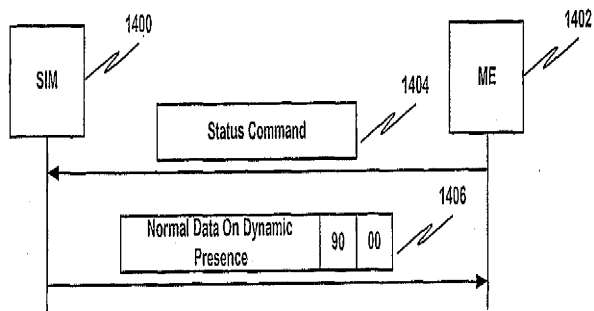 1400
1402
SIM
ME
1404
Status Command
1406
Normal Data On Dynamic
Presence
90
00